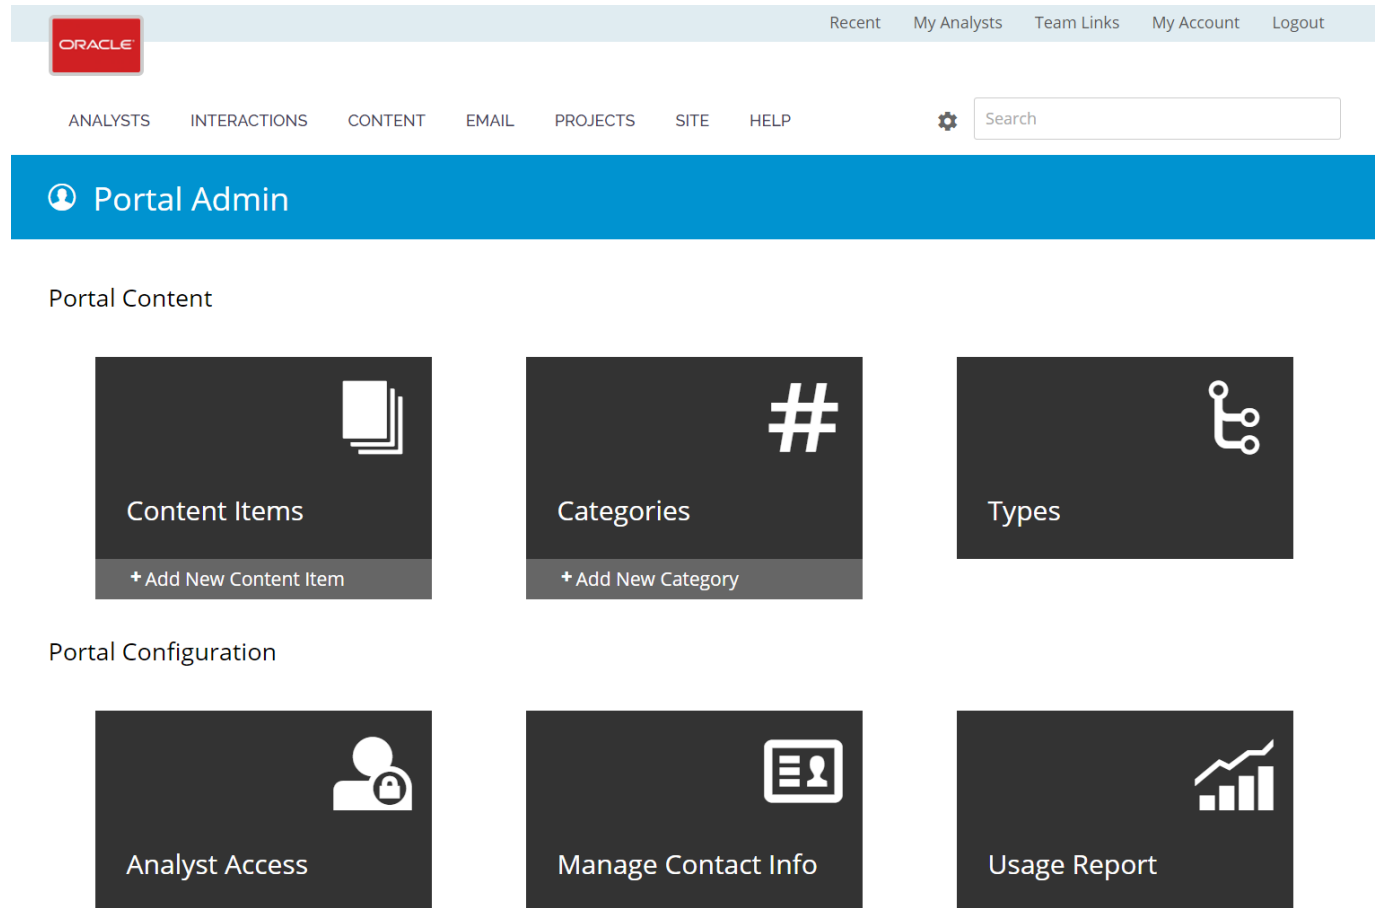 Recent My Analysts Team Links My Account Logout
ORACLE
ANALYSTS INTERACTIONS CONTENT EMAIL PROJECTS SITE HELP Search
Portal Admin
Portal Content
# 
Content Items Categories Types
+Add New Content Item +Add New Category
Portal Configuration
Analyst Access Manage Contact Info Usage Report